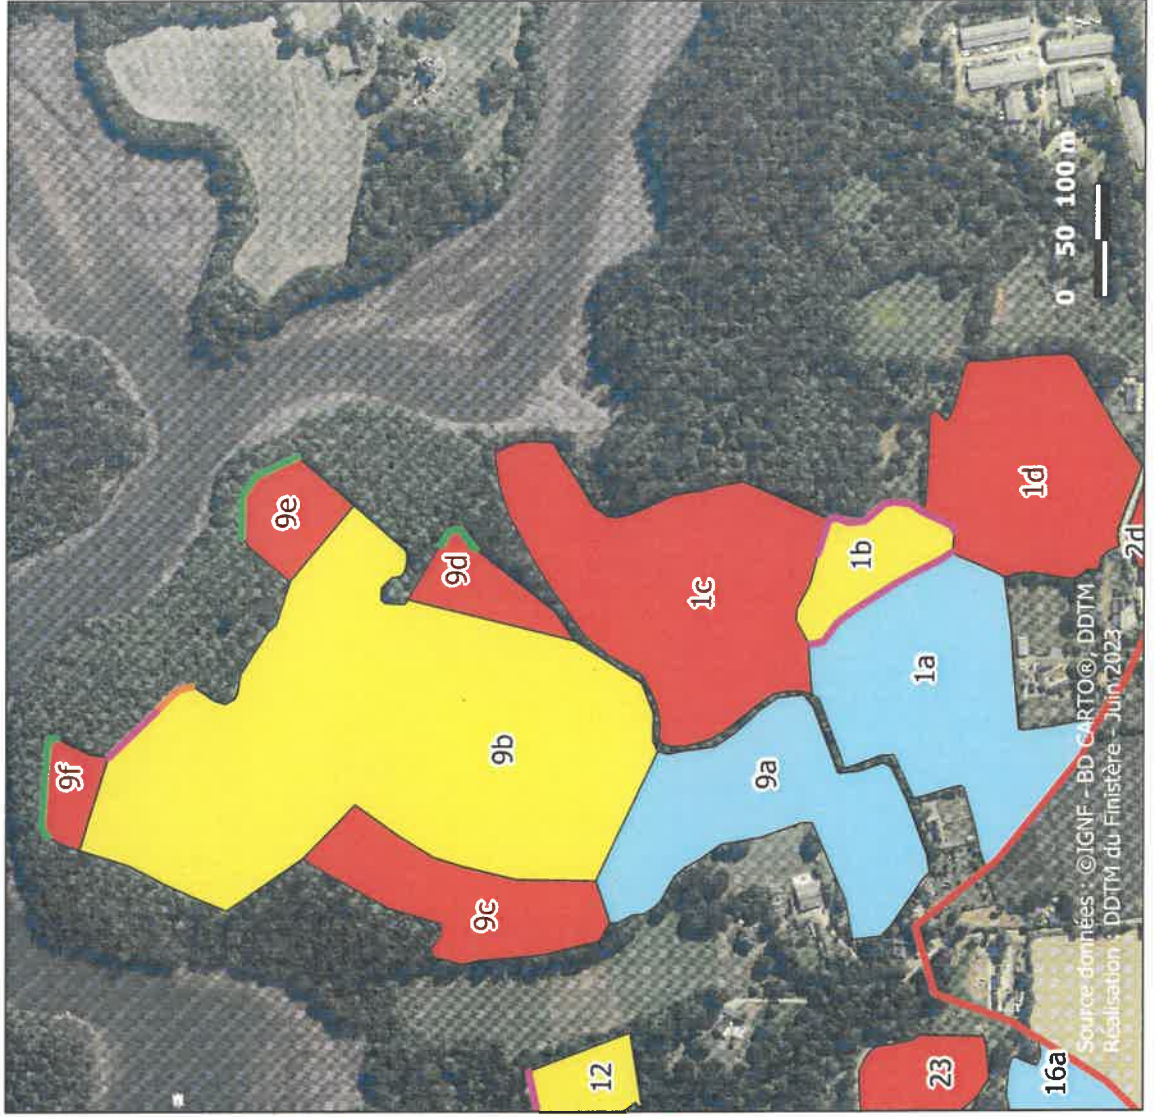 9f
9e
9d
9b
9c
9a
1c
1b
1a
1d
2d
12
23
16a
0 50 100 m
Source données : ©IGNF - BD CARTO®, DDTM
Réalisation : DDTM du Finistère - Juin 2023